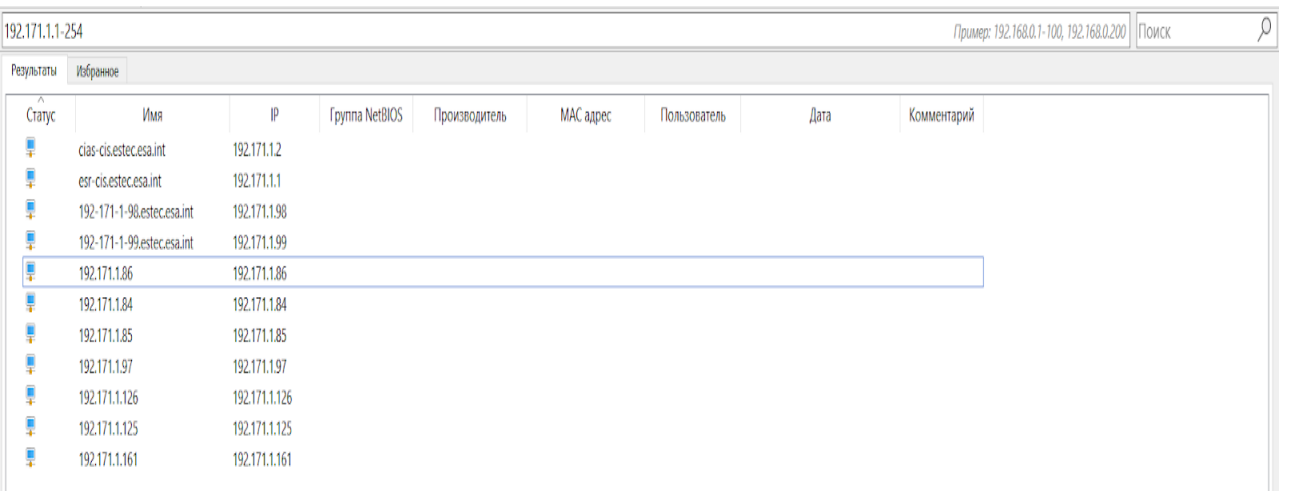 192.171.1.1-254 Пример: 192.168.0.1-100, 192.168.0.200 Поиск
Результаты Избранное
Статус Имя IP Группа NetBIOS Производитель MAC адрес Пользователь Дата Комментарий
cias-cis.estec.esa.int 192.171.1.2
esr-cis.estec.esa.int 192.171.1.1
192-171-1-98.estec.esa.int 192.171.1.98
192-171-1-99.estec.esa.int 192.171.1.99
192.171.1.86 192.171.1.86
192.171.1.84 192.171.1.84
192.171.1.85 192.171.1.85
192.171.1.97 192.171.1.97
192.171.1.126 192.171.1.126
192.171.1.125 192.171.1.125
192.171.1.161 192.171.1.161